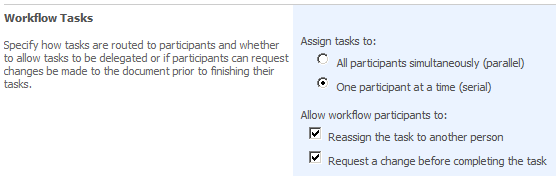 Workflow Tasks
Specify how tasks are routed to participants and whether
to allow tasks to be delegated or if participants can request
changes be made to the document prior to finishing their
tasks.
Assign tasks to:
All participants simultaneously (parallel)
One participant at a time (serial)
Allow workflow participants to:
Reassign the task to another person
Request a change before completing the task